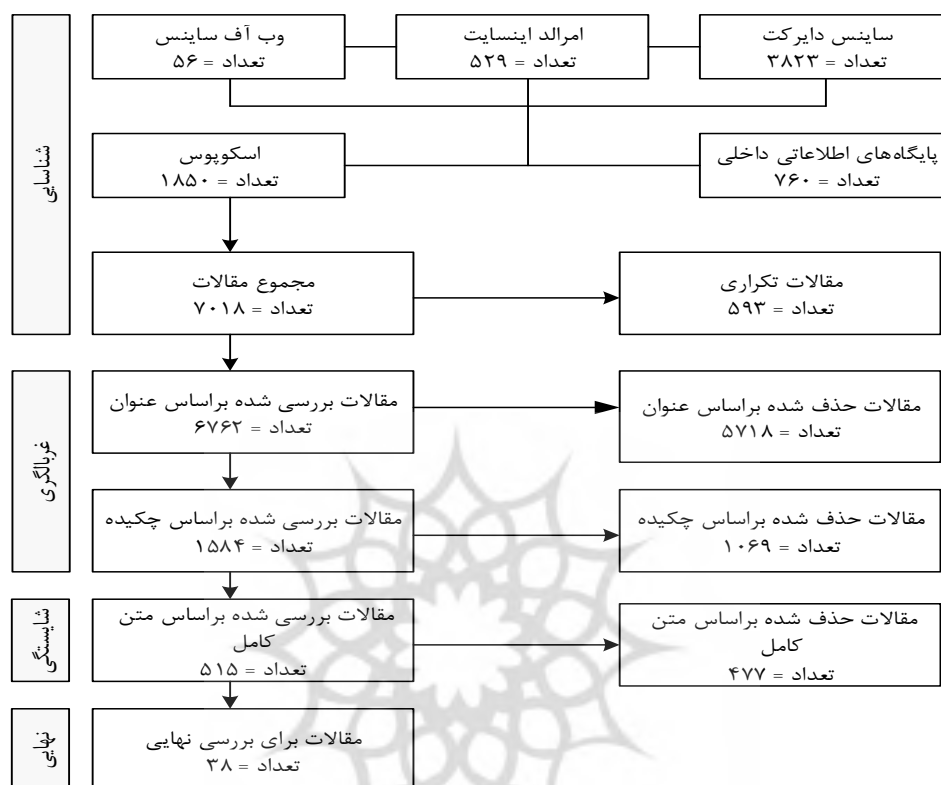 شناسایی
ساینس دایرکت
تعداد = ۳۸۲۳
امرالد اینسایت
تعداد = ۵۲۹
وب آف ساینس
تعداد = ۵۶
پایگاه‌های اطلاعاتی داخلی
تعداد = ۷۶۰
اسکوپوس
تعداد = ۱۸۵۰
مجموع مقالات
تعداد = ۷۰۱۸
مقالات تکراری
تعداد = ۵۹۳
غربالگری
مقالات بررسی شده براساس عنوان
تعداد = ۶۷۶۲
مقالات حذف شده براساس عنوان
تعداد = ۵۷۱۸
مقالات بررسی شده براساس چکیده
تعداد = ۱۵۸۴
مقالات حذف شده براساس چکیده
تعداد = ۱۰۶۹
شایستگی
مقالات بررسی شده براساس متن
کامل
تعداد = ۵۱۵
مقالات حذف شده براساس متن
کامل
تعداد = ۴۷۷
نهایی
مقالات برای بررسی نهایی
تعداد = ۳۸